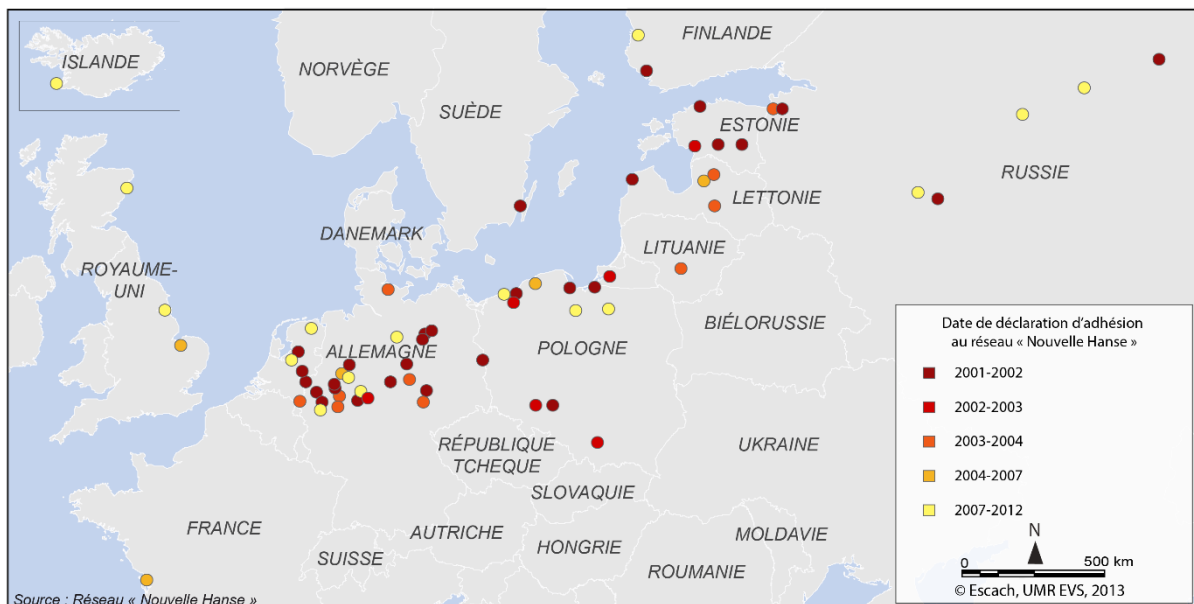 ISLANDE
NORVÈGE
FINLANDE
SUÈDE
ESTONIE
RUSSIE
LETTONIE
DANEMARK
LITUANIE
ROYAUME-
UNI
BIÉLORUSSIE
ALLEMAGNE
POLOGNE
RÉPUBLIQUE
TCHEQUE
UKRAINE
SLOVAQUIE
FRANCE
AUTRICHE
SUISSE
HONGRIE
MOLDAVIE
ROUMANIE
Date de déclaration d'adhésion
au réseau « Nouvelle Hanse »
2001-2002
2002-2003
2003-2004
2004-2007
2007-2012
N
0 500 km
© Escach, UMR EVS, 2013
Source : Réseau « Nouvelle Hanse »